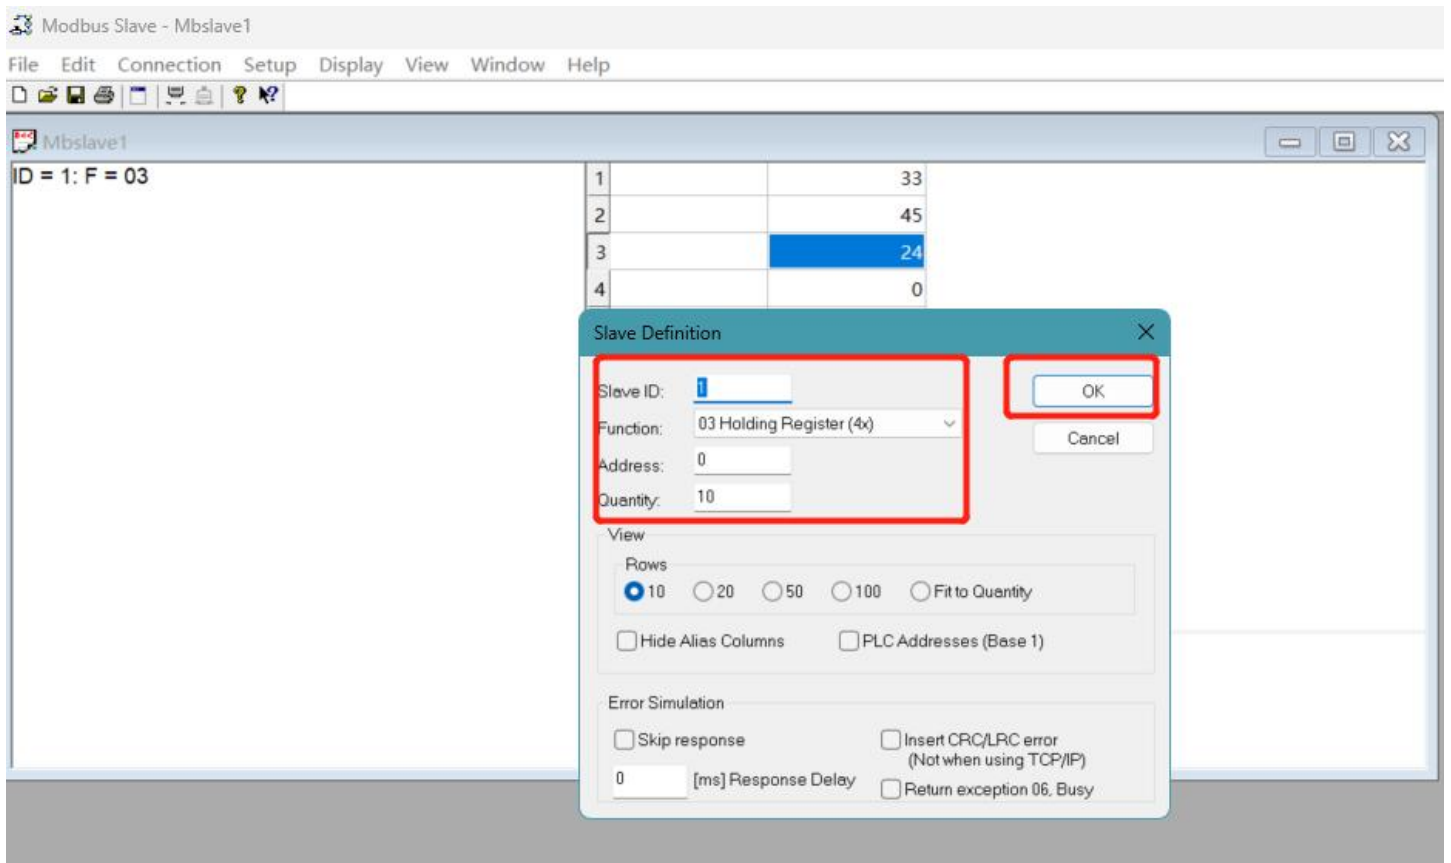 Modbus Slave - Mbslave1
File Edit Connection Setup Display View Window Help
Mbslave1
ID = 1: F = 03
1 33
2 45
3 24
4 0
Slave Definition
Slave ID: 1
OK
Function: 03 Holding Register (4x)
Cancel
Address: 0
Quantity: 10
View
Rows
10 20 50 100 Fit to Quantity
Hide Alias Columns PLC Addresses (Base 1)
Error Simulation
Skip response
Insert CRC/LRC error
(Not when using TCP/IP)
0 [ms] Response Delay
Return exception 06, Busy